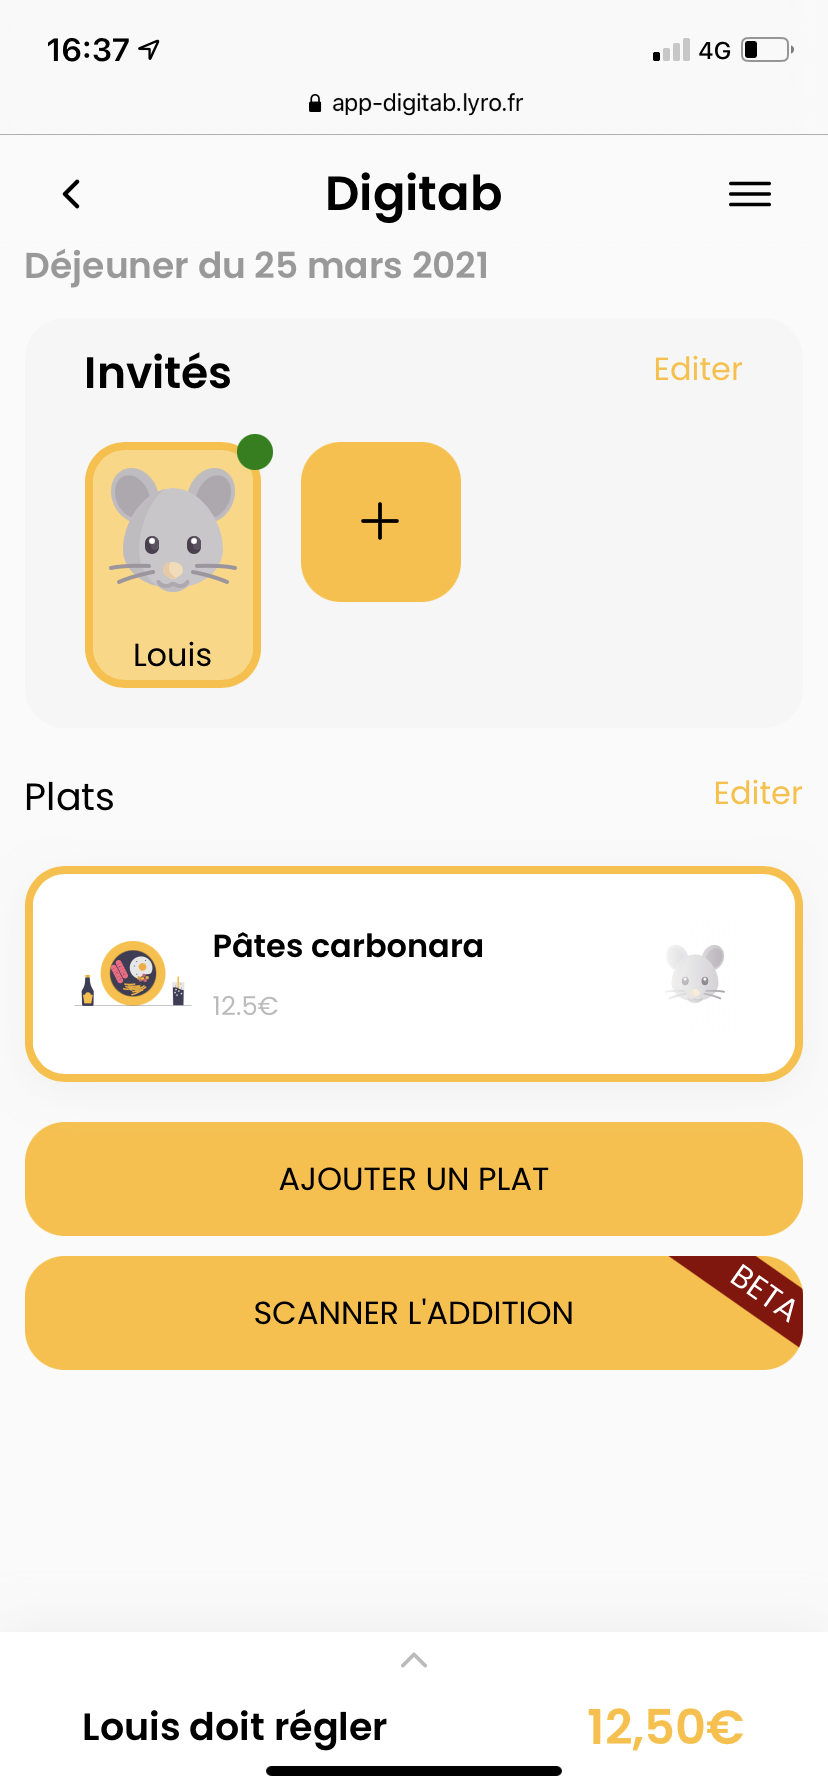 16:37
4G
app-digitab.lyro.fr
Digitab
Déjeuner du 25 mars 2021
Invités
Editer
Louis
Plats
Editer
Pâtes carbonara
12.5€
AJOUTER UN PLAT
SCANNER L'ADDITION
BETA
Louis doit régler
12,50€